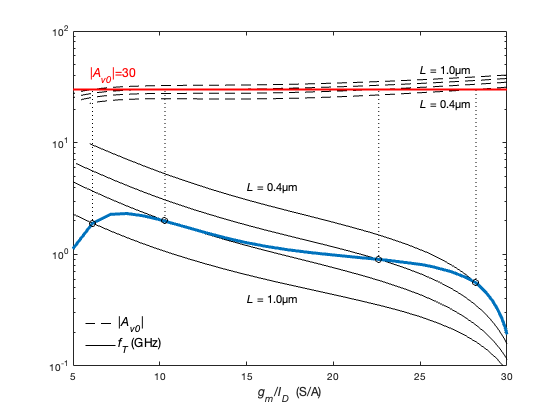 10^2
|A_v0|=30
L = 1.0μm
L = 0.4μm
10^1
L = 0.4μm
10^0
L = 1.0μm
|A_v0|
f_T (GHz)
10^-1
5 10 15 20 25 30
g_m/I_D (S/A)